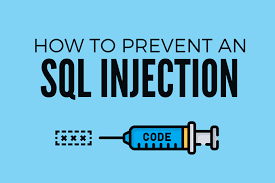 HOW TO PREVENT AN
SQL INJECTION
××× CODE